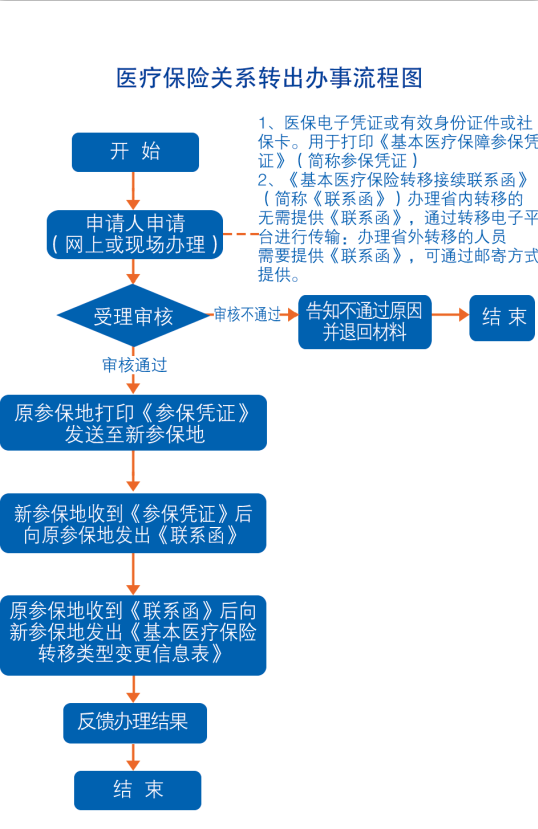 医疗保险关系转出办事流程图
开 始
1、医保电子凭证或有效身份证件或社
保卡。用于打印《基本医疗保障参保凭
证》（简称参保凭证）
2、《基本医疗保险转移接续联系函》
（简称《联系函》）办理省内转移的
无需提供《联系函》，通过转移电子平
台进行传输；办理省外转移的人员
需要提供《联系函》，可通过邮寄方式
提供。
申请人申请
（网上或现场办理）
受理审核
审核不通过
告知不通过原因
并退回材料
结 束
审核通过
原参保地打印《参保凭证》
发送至新参保地
新参保地收到《参保凭证》后
向原参保地发出《联系函》
原参保地收到《联系函》后向
新参保地发出《基本医疗保险
转移类型变更信息表》
反馈办理结果
结 束